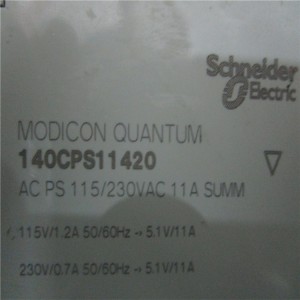 Schneider
Electric
MODICON QUANTUM
140CPS11420
AC PS 115/230VAC 11A SUMM
115V/1.2A 50/60Hz → 5.1V/11A
230V/0.7A 50/60Hz → 5.1V/11A